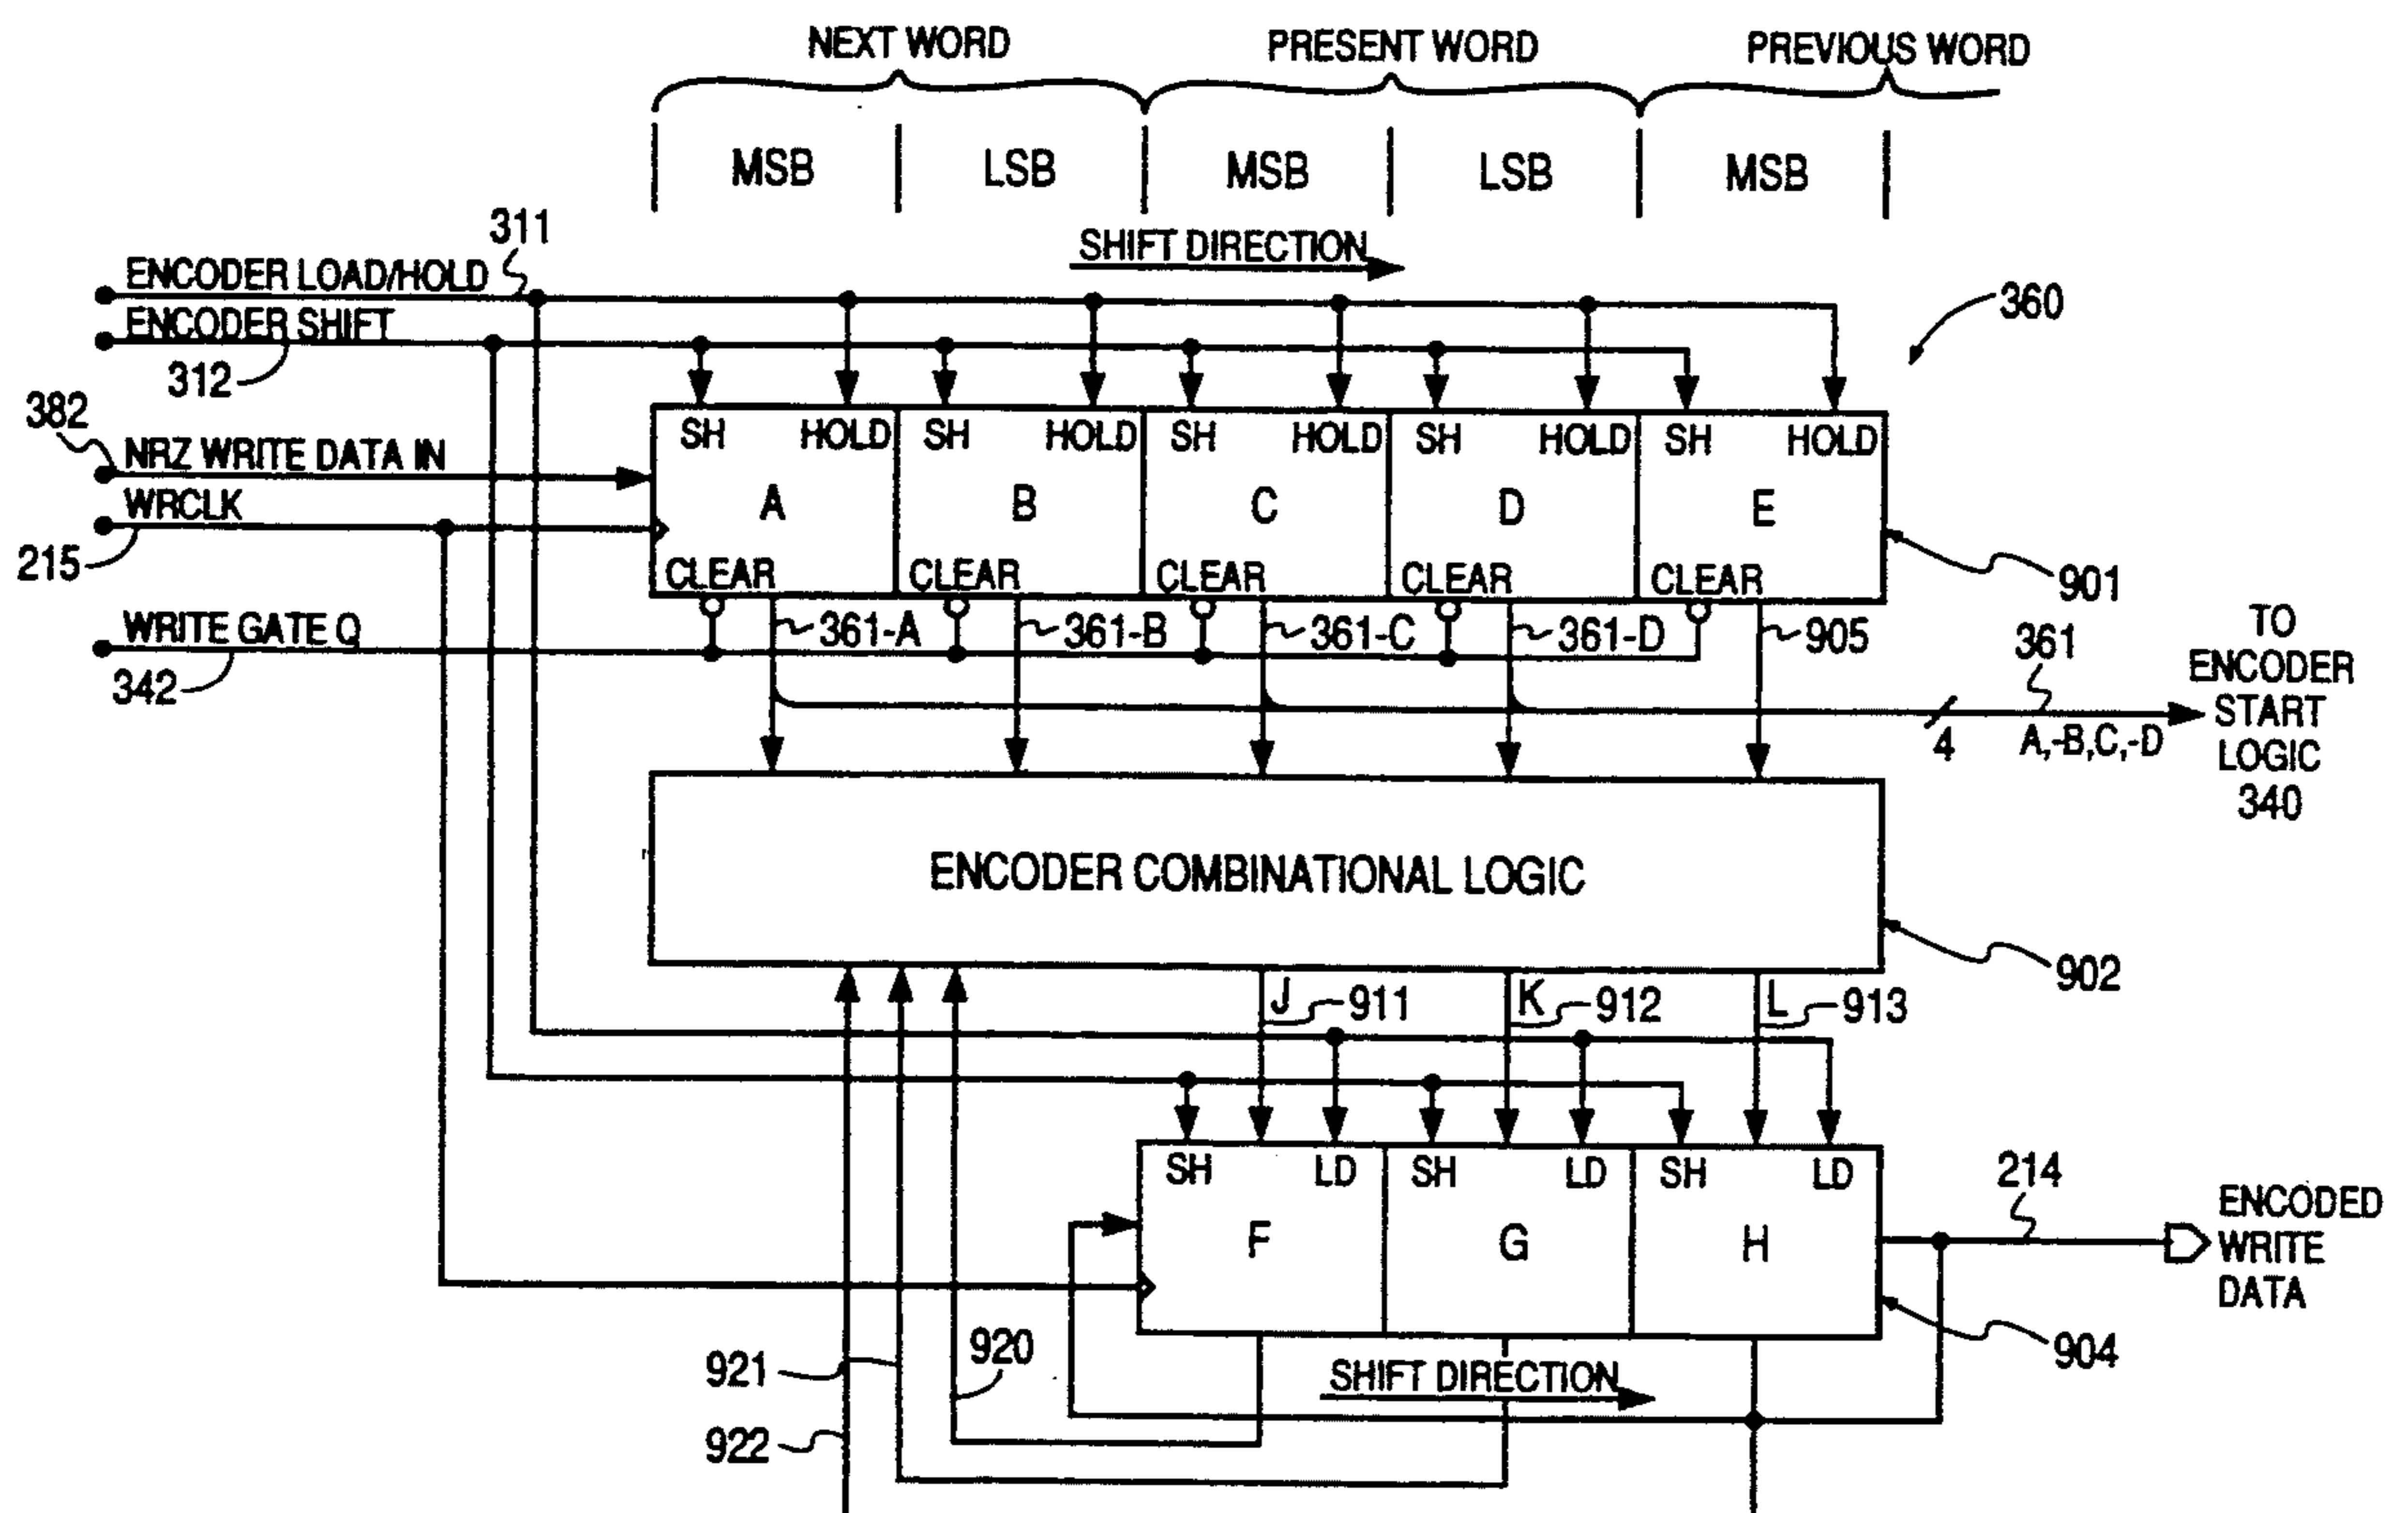 NEXT WORD PRESENT WORD PREVIOUS WORD
MSB LSB MSB LSB MSB
SHIFT DIRECTION
311
ENCODER LOAD/HOLD
ENCODER SHIFT
312
360
382
NRZ WRITE DATA IN
WRCLK
215
SH HOLD SH HOLD SH HOLD SH HOLD SH HOLD
A B C D E
CLEAR CLEAR CLEAR CLEAR CLEAR
901
WRITE GATE Q
342
361-A 361-B 361-C 361-D 905
361
4
A,-B,C,-D
TO
ENCODER
START
LOGIC
340
ENCODER COMBINATIONAL LOGIC
902
J 911 K 912 L 913
SH LD SH LD SH LD
F G H
214
ENCODED
WRITE
DATA
904
921
920
SHIFT DIRECTION
922